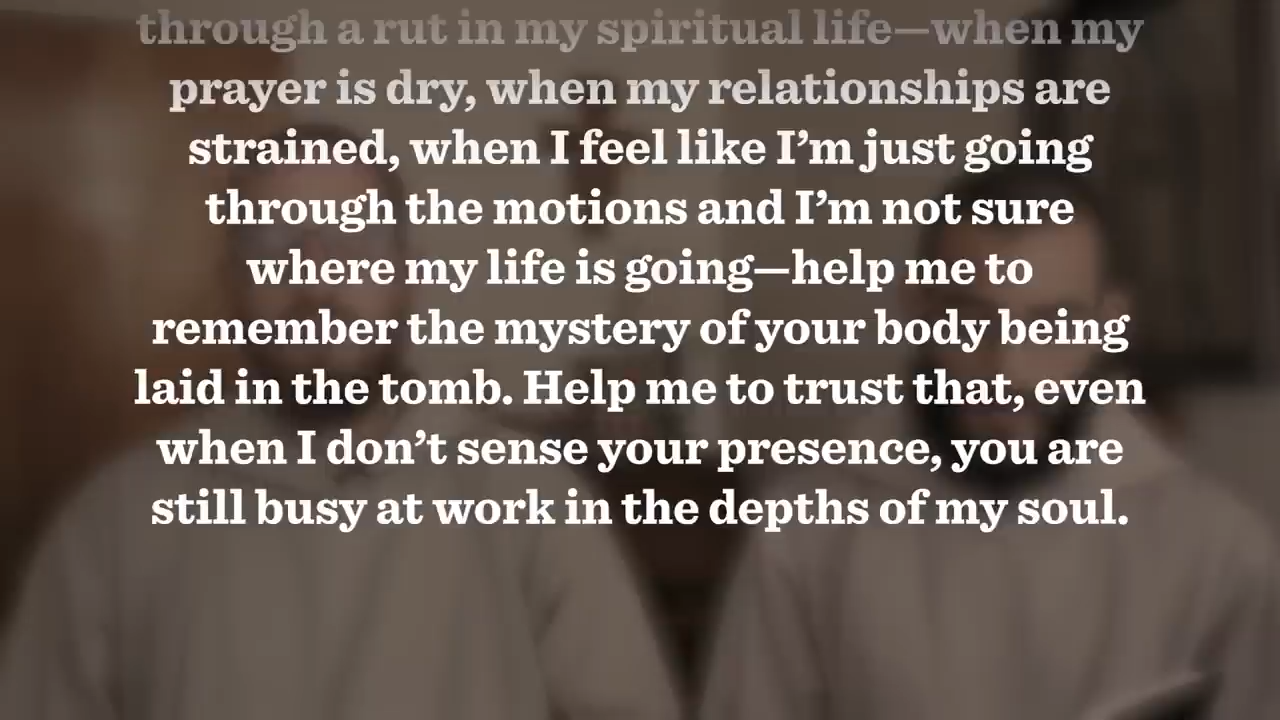 through a rut in my spiritual life—when my
prayer is dry, when my relationships are
strained, when I feel like I’m just going
through the motions and I’m not sure
where my life is going—help me to
remember the mystery of your body being
laid in the tomb. Help me to trust that, even
when I don’t sense your presence, you are
still busy at work in the depths of my soul.